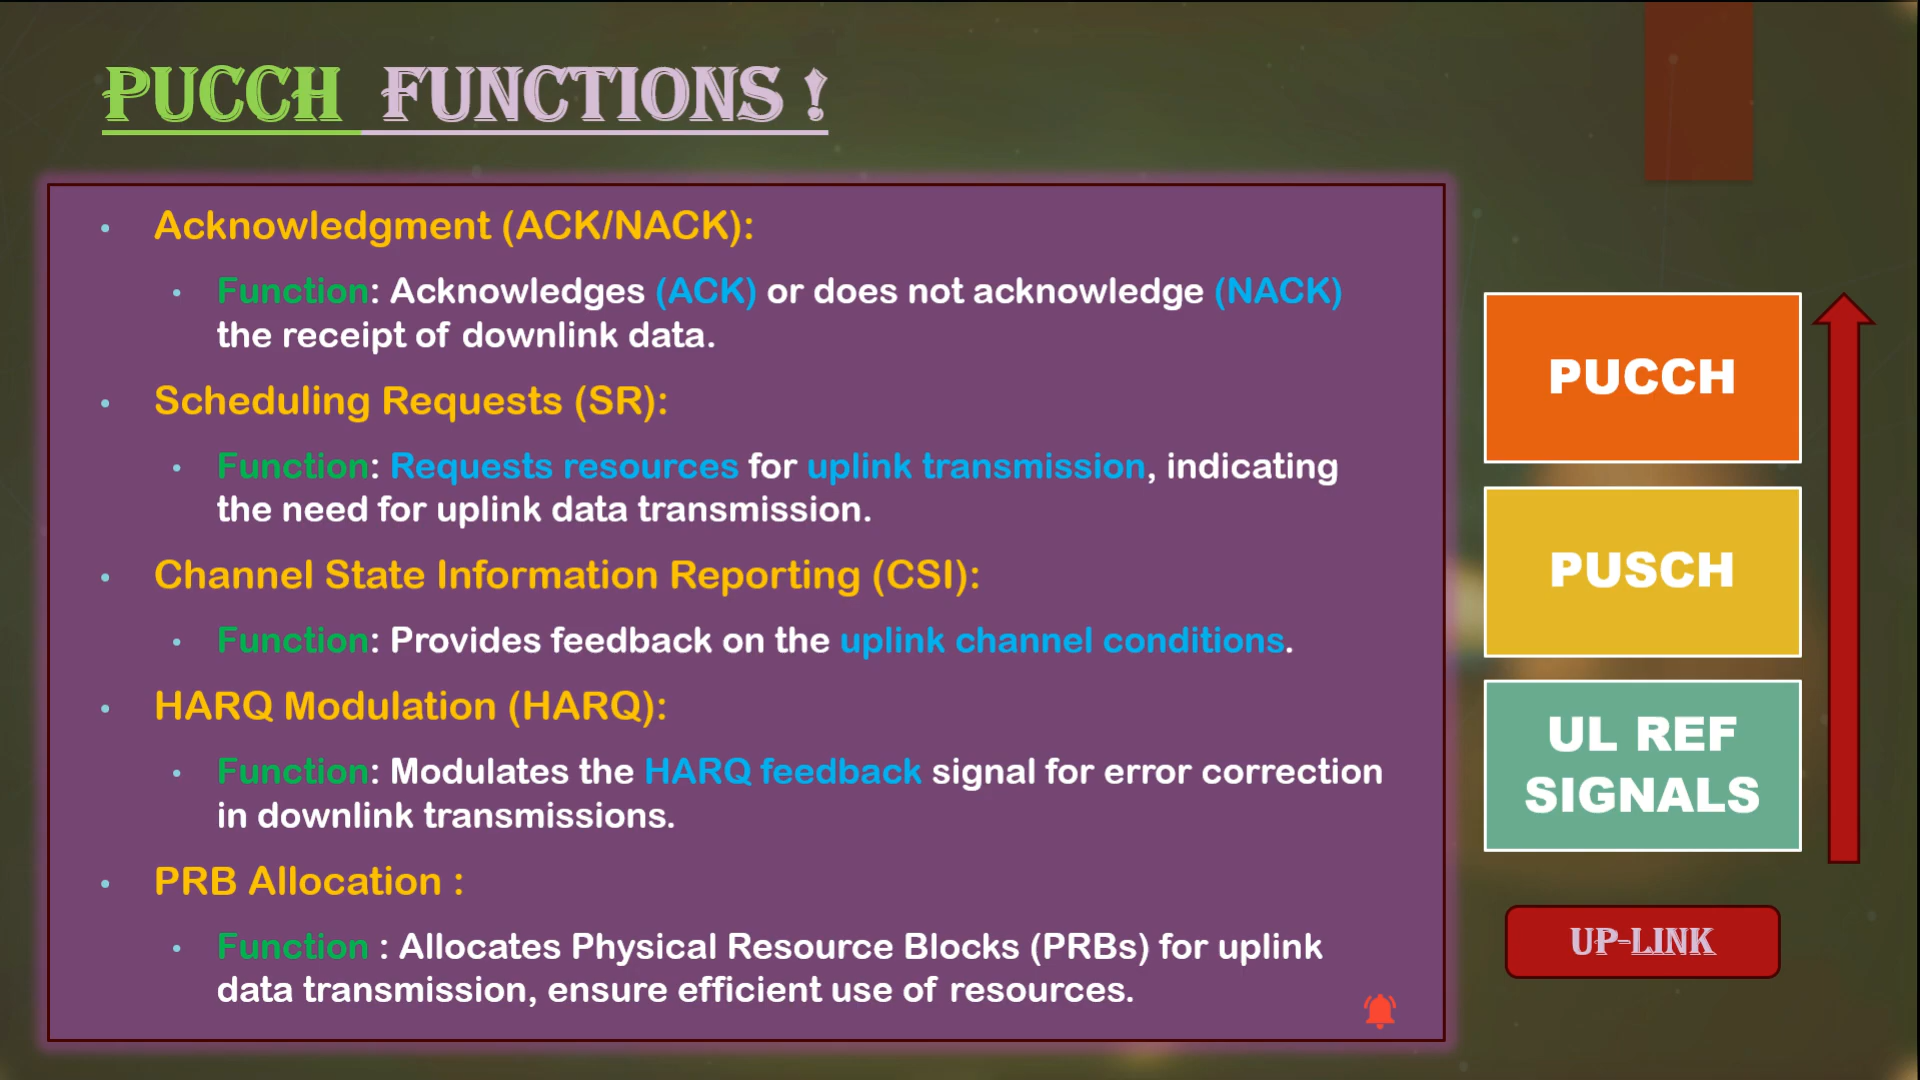 PUCCH FUNCTIONS !
• Acknowledgment (ACK/NACK):
• Function: Acknowledges (ACK) or does not acknowledge (NACK)
the receipt of downlink data.
• Scheduling Requests (SR):
• Function: Requests resources for uplink transmission, indicating
the need for uplink data transmission.
• Channel State Information Reporting (CSI):
• Function: Provides feedback on the uplink channel conditions.
• HARQ Modulation (HARQ):
• Function: Modulates the HARQ feedback signal for error correction
in downlink transmissions.
• PRB Allocation :
• Function : Allocates Physical Resource Blocks (PRBs) for uplink
data transmission, ensure efficient use of resources.
PUCCH
PUSCH
UL REF
SIGNALS
UP-LINK